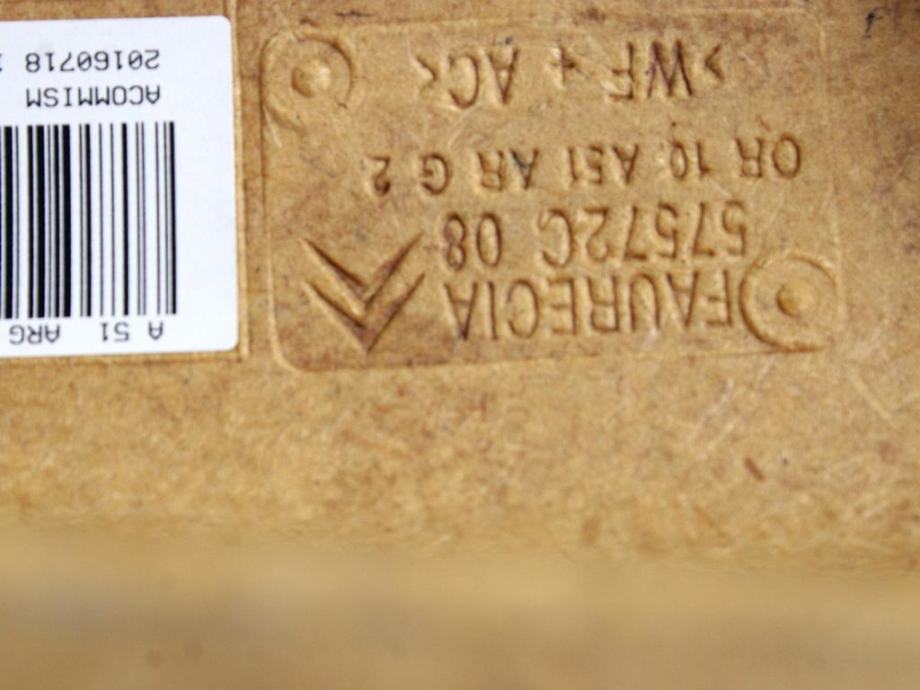 FAURECIA
57572C 08
OR 10 A51 AR G 2
>WF + AC<
A 51 ARG
ACOMMISM
20160718